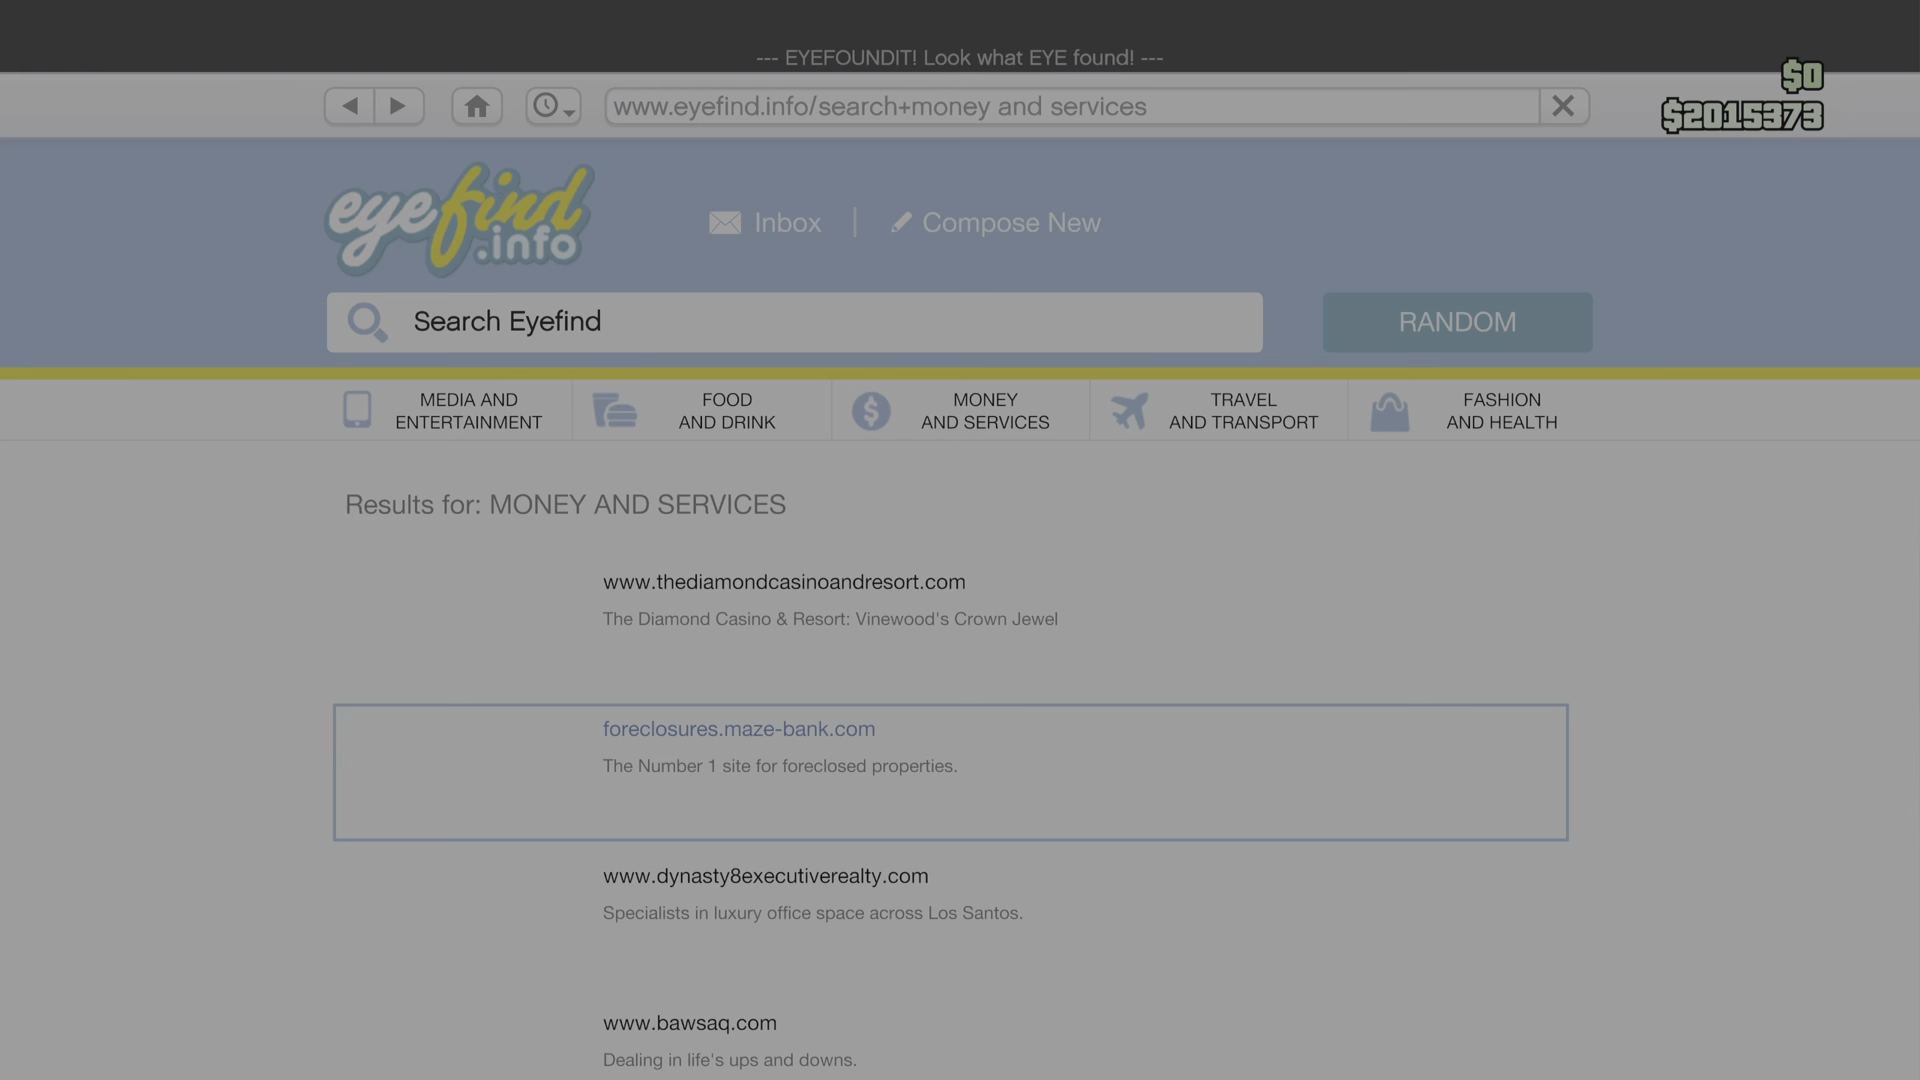 --- EYEFOUNDIT! Look what EYE found! ---
$0
www.eyefind.info/search+money and services
$2015373
eyefind
.info
Inbox
Compose New
Search Eyefind
RANDOM
MEDIA AND
ENTERTAINMENT
FOOD
AND DRINK
MONEY
AND SERVICES
TRAVEL
AND TRANSPORT
FASHION
AND HEALTH
Results for: MONEY AND SERVICES
www.thediamondcasinoandresort.com
The Diamond Casino & Resort: Vinewood's Crown Jewel
foreclosures.maze-bank.com
The Number 1 site for foreclosed properties.
www.dynasty8executiverealty.com
Specialists in luxury office space across Los Santos.
www.bawsaq.com
Dealing in life's ups and downs.